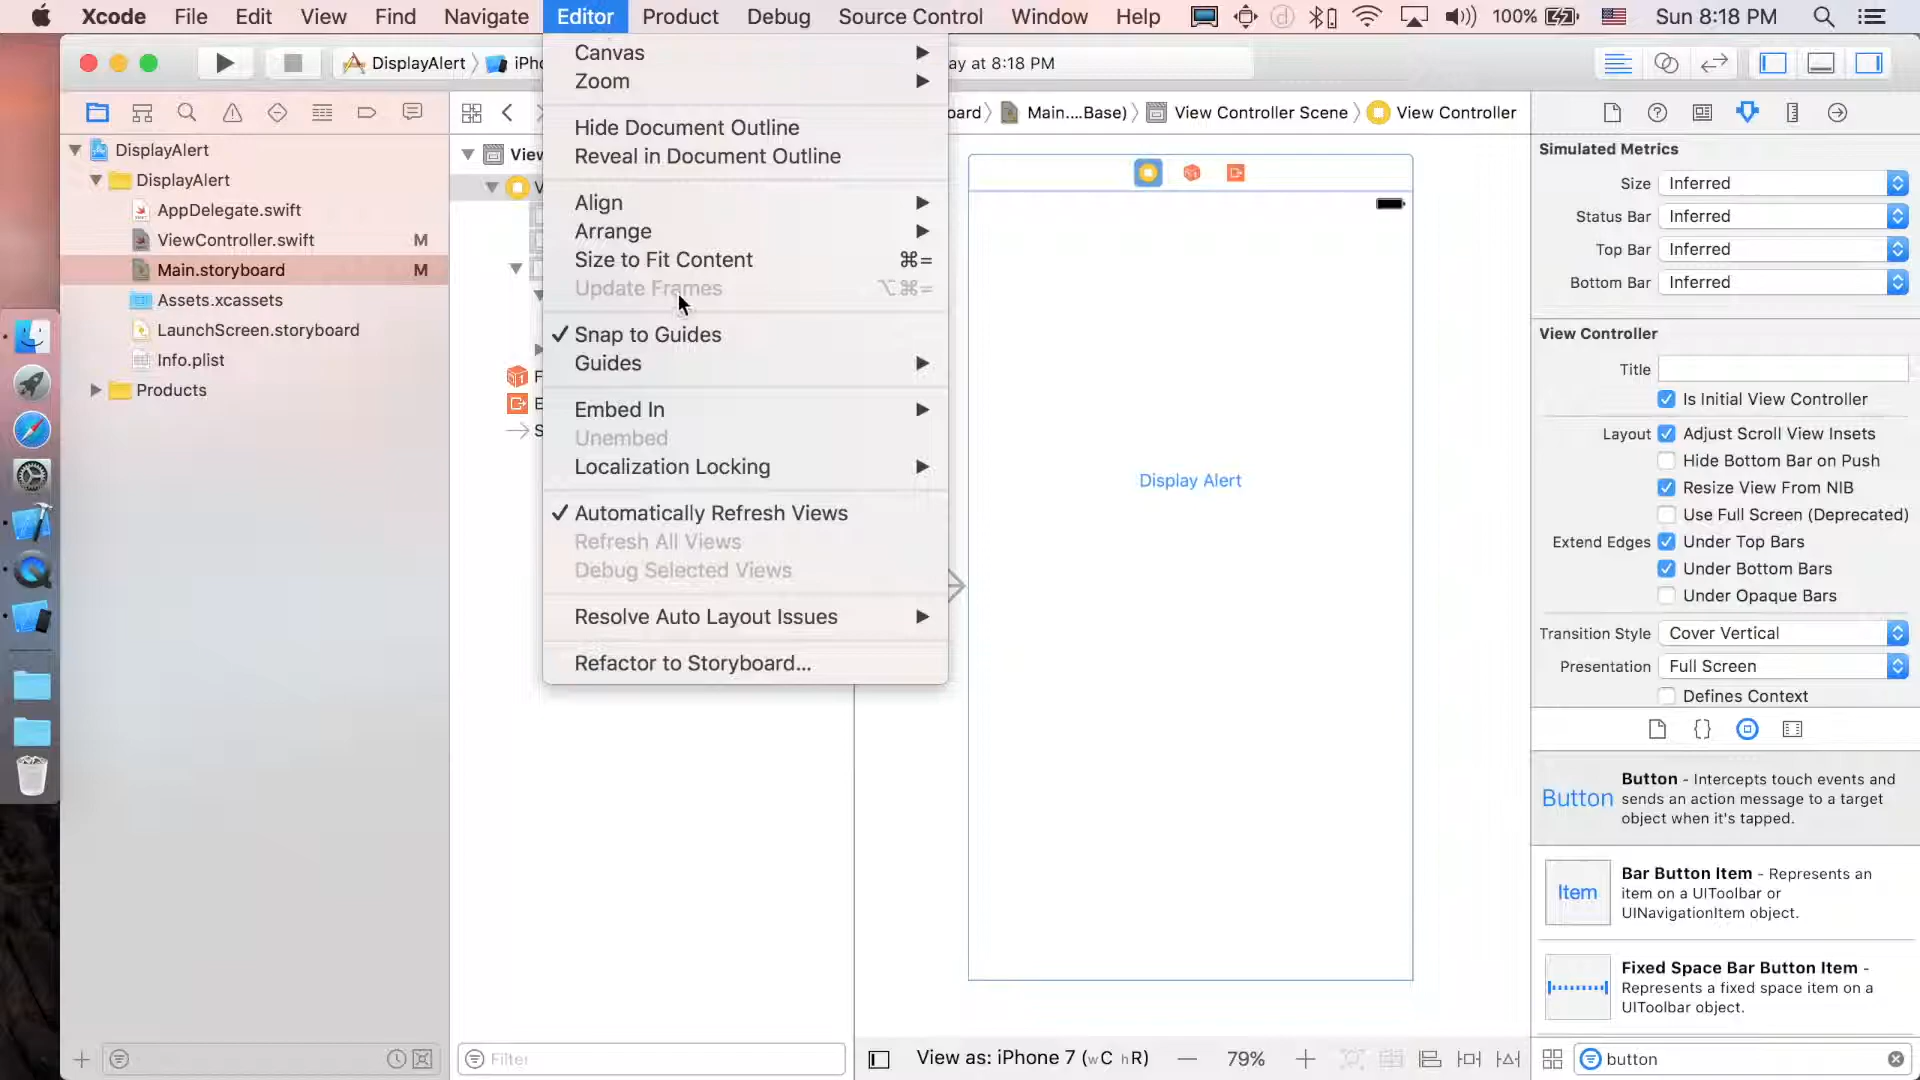 Xcode File Edit View Find Navigate Editor Product Debug Source Control Window Help 100% Sun 8:18 PM
DisplayAlert iPho ay at 8:18 PM
oard) Main....Base) View Controller Scene View Controller
DisplayAlert
DisplayAlert
AppDelegate.swift
ViewController.swift M
Main.storyboard M
Assets.xcassets
LaunchScreen.storyboard
Info.plist
Products
View
V
F
E
S
Filter
Canvas
Zoom
Hide Document Outline
Reveal in Document Outline
Align
Arrange
Size to Fit Content ⌘=
Update Frames ⌥⌘=
✓ Snap to Guides
Guides
Embed In
Unembed
Localization Locking
✓ Automatically Refresh Views
Refresh All Views
Debug Selected Views
Resolve Auto Layout Issues
Refactor to Storyboard...
Display Alert
View as: iPhone 7 (wC hR) — 79% +
Simulated Metrics
Size Inferred
Status Bar Inferred
Top Bar Inferred
Bottom Bar Inferred
View Controller
Title
Is Initial View Controller
Layout Adjust Scroll View Insets
Hide Bottom Bar on Push
Resize View From NIB
Use Full Screen (Deprecated)
Extend Edges Under Top Bars
Under Bottom Bars
Under Opaque Bars
Transition Style Cover Vertical
Presentation Full Screen
Defines Context
Button Button - Intercepts touch events and
sends an action message to a target
object when it's tapped.
Item Bar Button Item - Represents an
item on a UIToolbar or
UINavigationItem object.
Fixed Space Bar Button Item -
Represents a fixed space item on a
UIToolbar object.
button